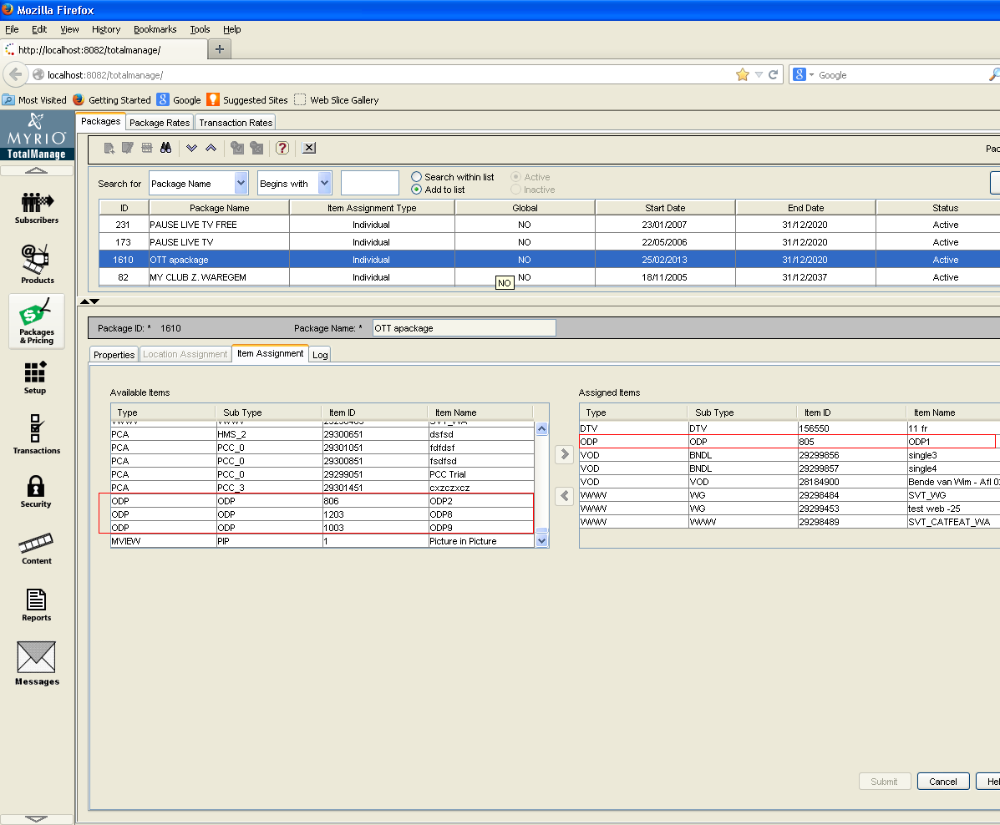 Mozilla Firefox
File Edit View History Bookmarks Tools Help
http://localhost:8082/totalmanage/
localhost:8082/totalmanage/ Google
Most Visited Getting Started Google Suggested Sites Web Slice Gallery
MYRIO
TotalManage
Packages Package Rates Transaction Rates
Pac
Search for Package Name Begins with Search within list Active
Add to list Inactive
ID Package Name Item Assignment Type Global Start Date End Date Status
231 PAUSE LIVE TV FREE Individual NO 23/01/2007 31/12/2020 Active
173 PAUSE LIVE TV Individual NO 22/05/2006 31/12/2020 Active
1610 OTT apackage Individual NO 25/02/2013 31/12/2020 Active
82 MY CLUB Z. WAREGEM Individual NO 18/11/2005 31/12/2037 Active
NO
Subscribers
Products
Packages
& Pricing
Setup
Transactions
Security
Content
Reports
Messages
Package ID: * 1610 Package Name: * OTT apackage
Properties Location Assignment Item Assignment Log
Available Items
Type Sub Type Item ID Item Name
PCA HMS_2 29300651 dsfsd
PCA PCC_0 29301051 fdfdsf
PCA PCC_0 29300851 fsdfsd
PCA PCC_0 29299051 PCC Trial
PCA PCC_3 29301451 cxzczxcz
ODP ODP 806 ODP2
ODP ODP 1203 ODP8
ODP ODP 1003 ODP9
MVIEW PIP 1 Picture in Picture
Assigned Items
Type Sub Type Item ID Item Name
DTV DTV 156550 11 fr
ODP ODP 805 ODP1
VOD BNDL 29299856 single3
VOD BNDL 29299857 single4
VOD VOD 28184900 Bende van Wim - Afl 0
WWW WG 29298484 SVT_WG
WWW WG 29299453 test web -25
WWW WWW 29298489 SVT_CATFEAT_WA
Submit Cancel Hel